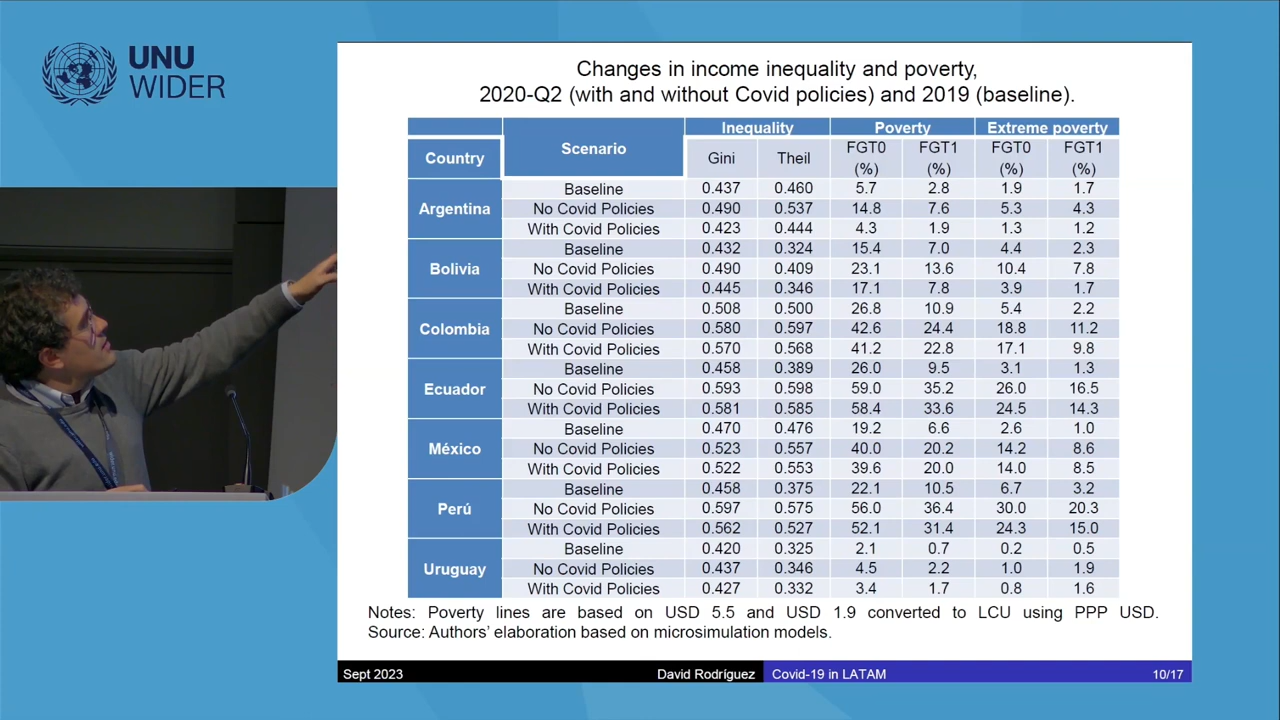 UNU
WIDER
Changes in income inequality and poverty,
2020-Q2 (with and without Covid policies) and 2019 (baseline).
Country Scenario Inequality Poverty Extreme poverty
Gini Theil FGT0 (%) FGT1 (%) FGT0 (%) FGT1 (%)
Argentina
Baseline 0.437 0.460 5.7 2.8 1.9 1.7
No Covid Policies 0.490 0.537 14.8 7.6 5.3 4.3
With Covid Policies 0.423 0.444 4.3 1.9 1.3 1.2
Bolivia
Baseline 0.432 0.324 15.4 7.0 4.4 2.3
No Covid Policies 0.490 0.409 23.1 13.6 10.4 7.8
With Covid Policies 0.445 0.346 17.1 7.8 3.9 1.7
Colombia
Baseline 0.508 0.500 26.8 10.9 5.4 2.2
No Covid Policies 0.580 0.597 42.6 24.4 18.8 11.2
With Covid Policies 0.570 0.568 41.2 22.8 17.1 9.8
Ecuador
Baseline 0.458 0.389 26.0 9.5 3.1 1.3
No Covid Policies 0.593 0.598 59.0 35.2 26.0 16.5
With Covid Policies 0.581 0.585 58.4 33.6 24.5 14.3
México
Baseline 0.470 0.476 19.2 6.6 2.6 1.0
No Covid Policies 0.523 0.557 40.0 20.2 14.2 8.6
With Covid Policies 0.522 0.553 39.6 20.0 14.0 8.5
Perú
Baseline 0.458 0.375 22.1 10.5 6.7 3.2
No Covid Policies 0.597 0.575 56.0 36.4 30.0 20.3
With Covid Policies 0.562 0.527 52.1 31.4 24.3 15.0
Uruguay
Baseline 0.420 0.325 2.1 0.7 0.2 0.5
No Covid Policies 0.437 0.346 4.5 2.2 1.0 1.9
With Covid Policies 0.427 0.332 3.4 1.7 0.8 1.6
Notes: Poverty lines are based on USD 5.5 and USD 1.9 converted to LCU using PPP USD.
Source: Authors' elaboration based on microsimulation models.
Sept 2023 David Rodríguez Covid-19 in LATAM 10/17